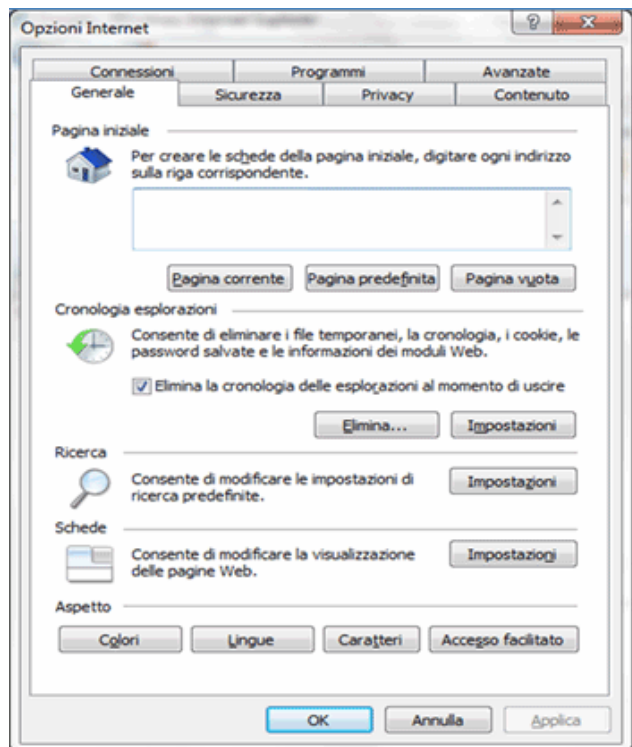 Opzioni Internet
Connessioni Programmi Avanzate
Generale Sicurezza Privacy Contenuto
Pagina iniziale
Per creare le schede della pagina iniziale, digitare ogni indirizzo
sulla riga corrispondente.
Pagina corrente Pagina predefinita Pagina vuota
Cronologia esplorazioni
Consente di eliminare i file temporanei, la cronologia, i cookie, le
password salvate e le informazioni dei moduli Web.
Elimina la cronologia delle esplorazioni al momento di uscire
Elimina... Impostazioni
Ricerca
Consente di modificare le impostazioni di
ricerca predefinite.
Impostazioni
Schede
Consente di modificare la visualizzazione
delle pagine Web.
Impostazioni
Aspetto
Colori Lingue Caratteri Accesso facilitato
OK Annulla Applica